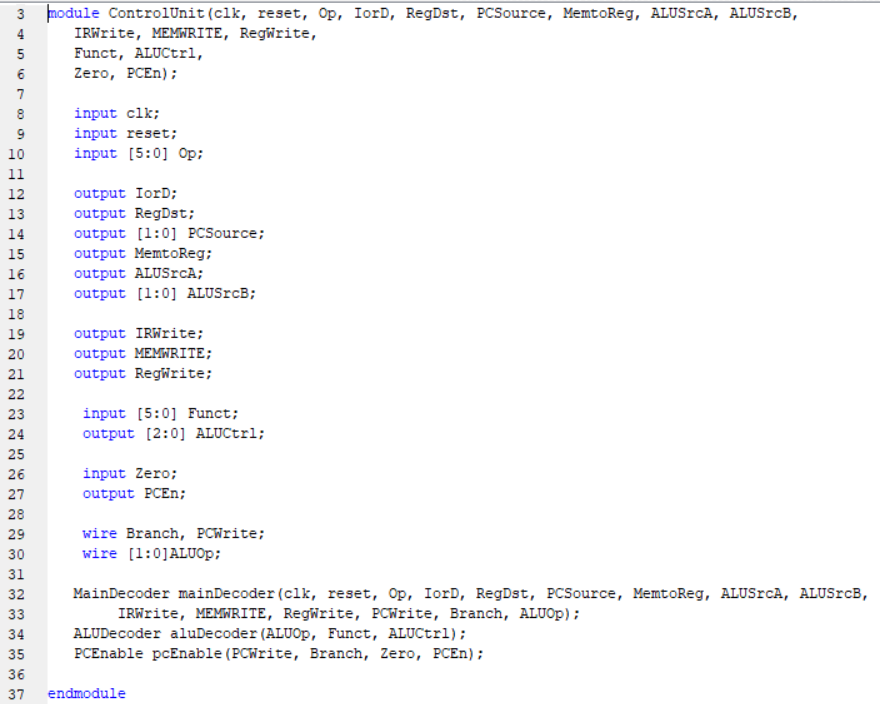 3 module ControlUnit(clk, reset, Op, IorD, RegDst, PCSource, MemtoReg, ALUSrcA, ALUSrcB,
4 IRWrite, MEMWRITE, RegWrite,
5 Funct, ALUCtrl,
6 Zero, PCEn);
7
8 input clk;
9 input reset;
10 input [5:0] Op;
11
12 output IorD;
13 output RegDst;
14 output [1:0] PCSource;
15 output MemtoReg;
16 output ALUSrcA;
17 output [1:0] ALUSrcB;
18
19 output IRWrite;
20 output MEMWRITE;
21 output RegWrite;
22
23 input [5:0] Funct;
24 output [2:0] ALUCtrl;
25
26 input Zero;
27 output PCEn;
28
29 wire Branch, PCWrite;
30 wire [1:0]ALUOp;
31
32 MainDecoder mainDecoder(clk, reset, Op, IorD, RegDst, PCSource, MemtoReg, ALUSrcA, ALUSrcB,
33 IRWrite, MEMWRITE, RegWrite, PCWrite, Branch, ALUOp);
34 ALUDecoder aluDecoder(ALUOp, Funct, ALUCtrl);
35 PCEnable pcEnable(PCWrite, Branch, Zero, PCEn);
36
37 endmodule